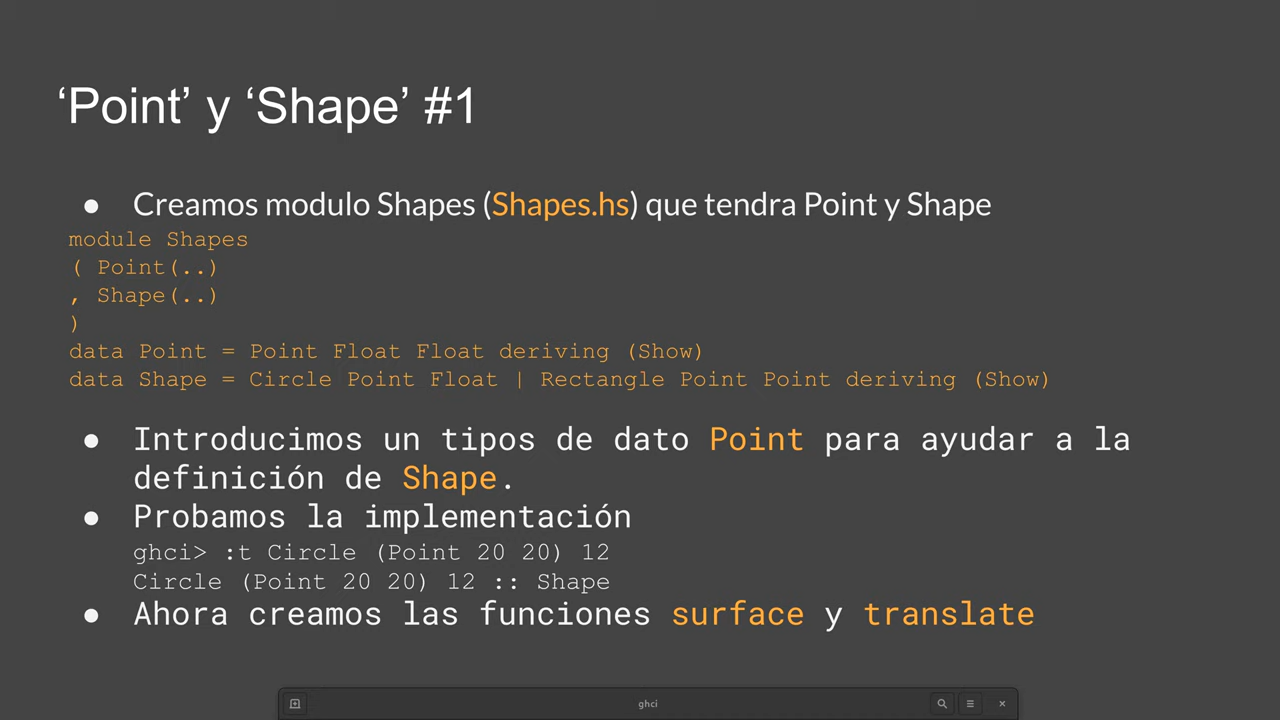 ‘Point’ y ‘Shape’ #1
● Creamos modulo Shapes (Shapes.hs) que tendra Point y Shape
module Shapes
( Point(..)
, Shape(..)
)
data Point = Point Float Float deriving (Show)
data Shape = Circle Point Float | Rectangle Point Point deriving (Show)
● Introducimos un tipos de dato Point para ayudar a la
definición de Shape.
● Probamos la implementación
ghci> :t Circle (Point 20 20) 12
Circle (Point 20 20) 12 :: Shape
● Ahora creamos las funciones surface y translate
ghci